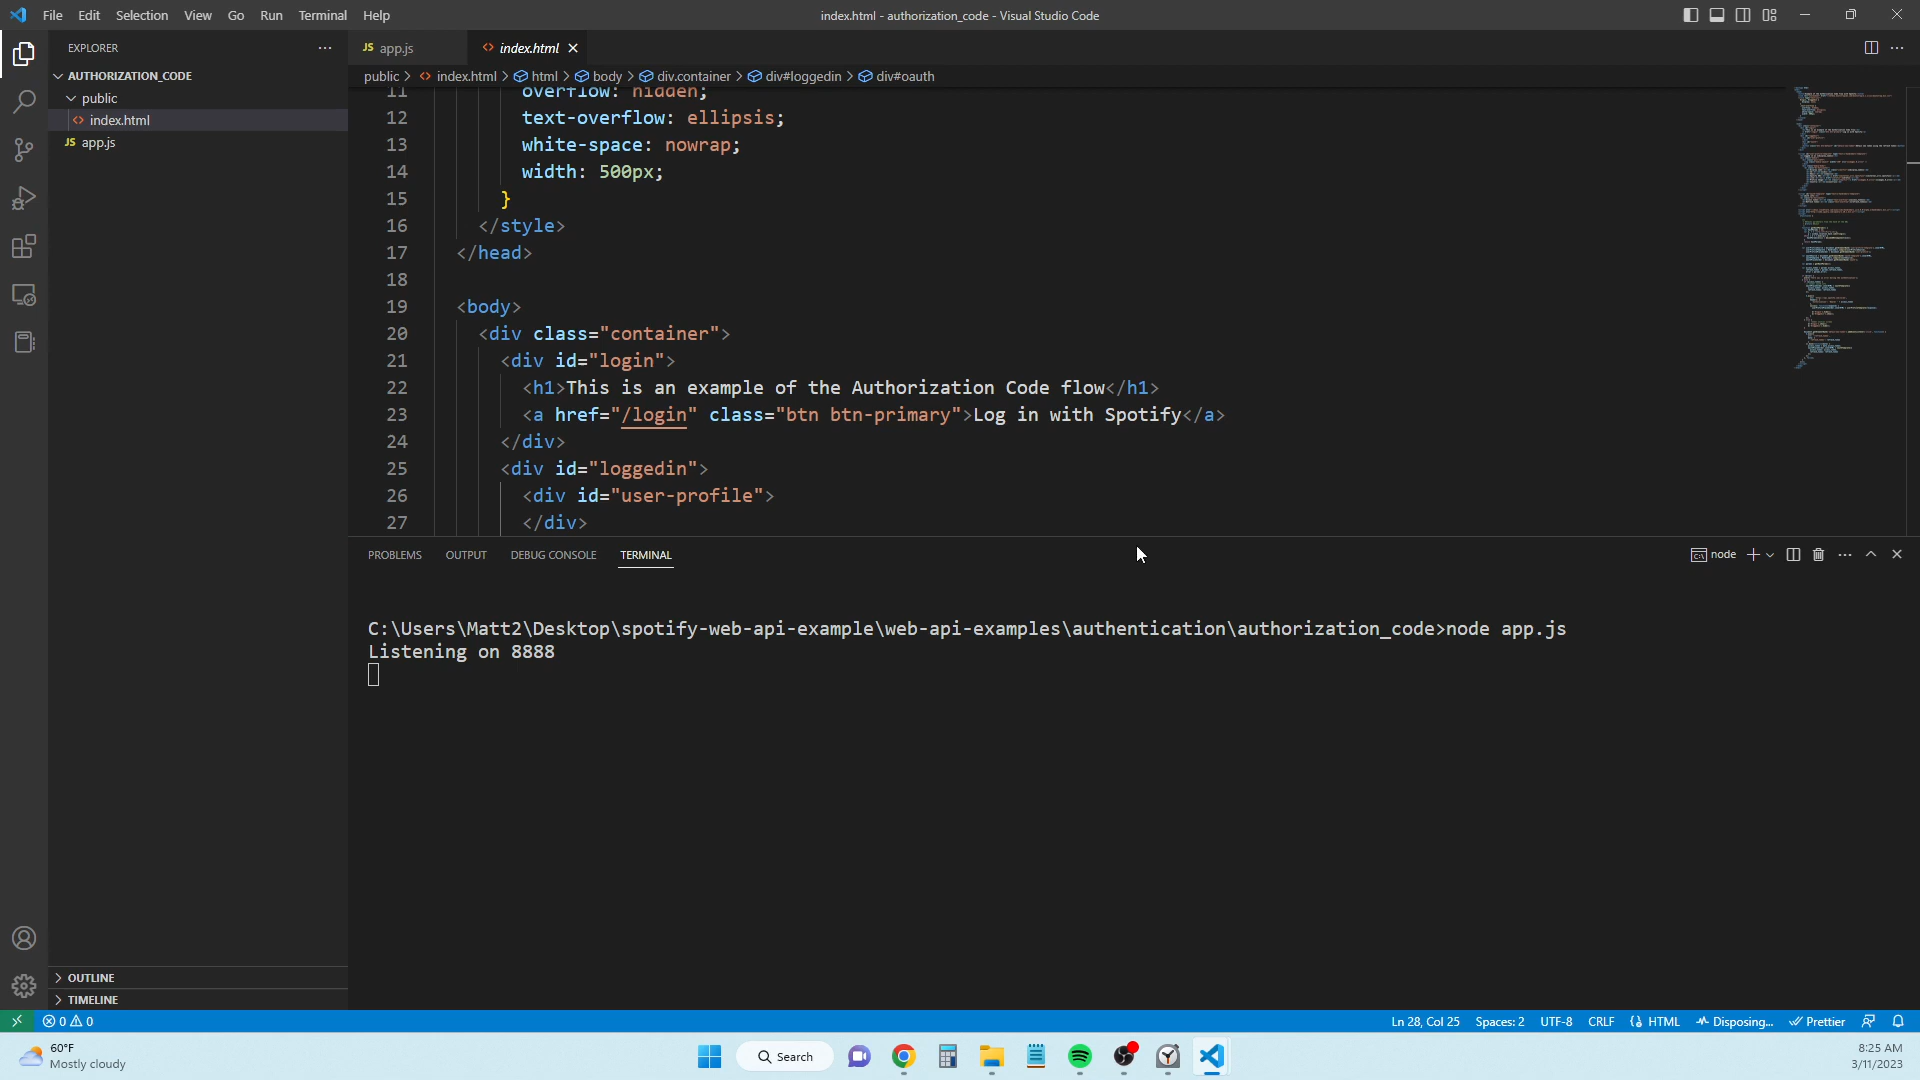 File Edit Selection View Go Run Terminal Help
index.html - authorization_code - Visual Studio Code
EXPLORER
AUTHORIZATION_CODE
public
index.html
JS app.js
OUTLINE
TIMELINE
JS app.js
index.html
public > index.html > html > body > div.container > div#loggedin > div#oauth
11 overflow: hidden;
12 text-overflow: ellipsis;
13 white-space: nowrap;
14 width: 500px;
15 }
16 </style>
17 </head>
18
19 <body>
20 <div class="container">
21 <div id="login">
22 <h1>This is an example of the Authorization Code flow</h1>
23 <a href="/login" class="btn btn-primary">Log in with Spotify</a>
24 </div>
25 <div id="loggedin">
26 <div id="user-profile">
27 </div>
PROBLEMS OUTPUT DEBUG CONSOLE TERMINAL
node
C:\Users\Matt2\Desktop\spotify-web-api-example\web-api-examples\authentication\authorization_code>node app.js
Listening on 8888
0 0
Ln 28, Col 25 Spaces: 2 UTF-8 CRLF HTML Disposing... Prettier
60°F
Mostly cloudy
Search
8:25 AM
3/11/2023